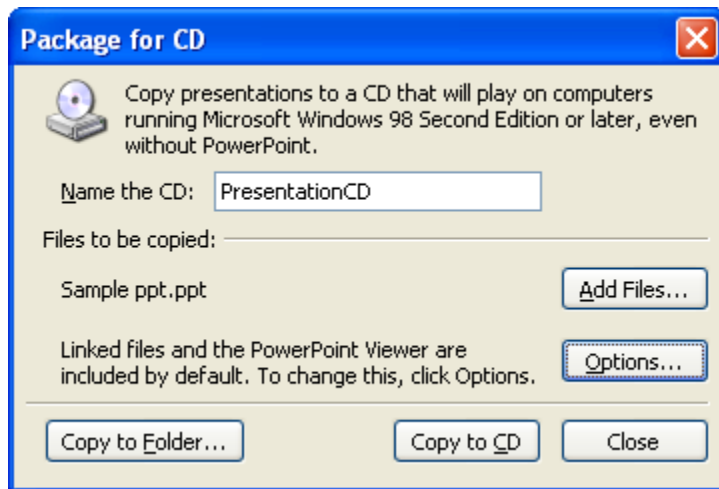 Package for CD
Copy presentations to a CD that will play on computers
running Microsoft Windows 98 Second Edition or later, even
without PowerPoint.
Name the CD: PresentationCD
Files to be copied:
Sample ppt.ppt
Add Files...
Linked files and the PowerPoint Viewer are
included by default. To change this, click Options.
Options...
Copy to Folder... Copy to CD Close